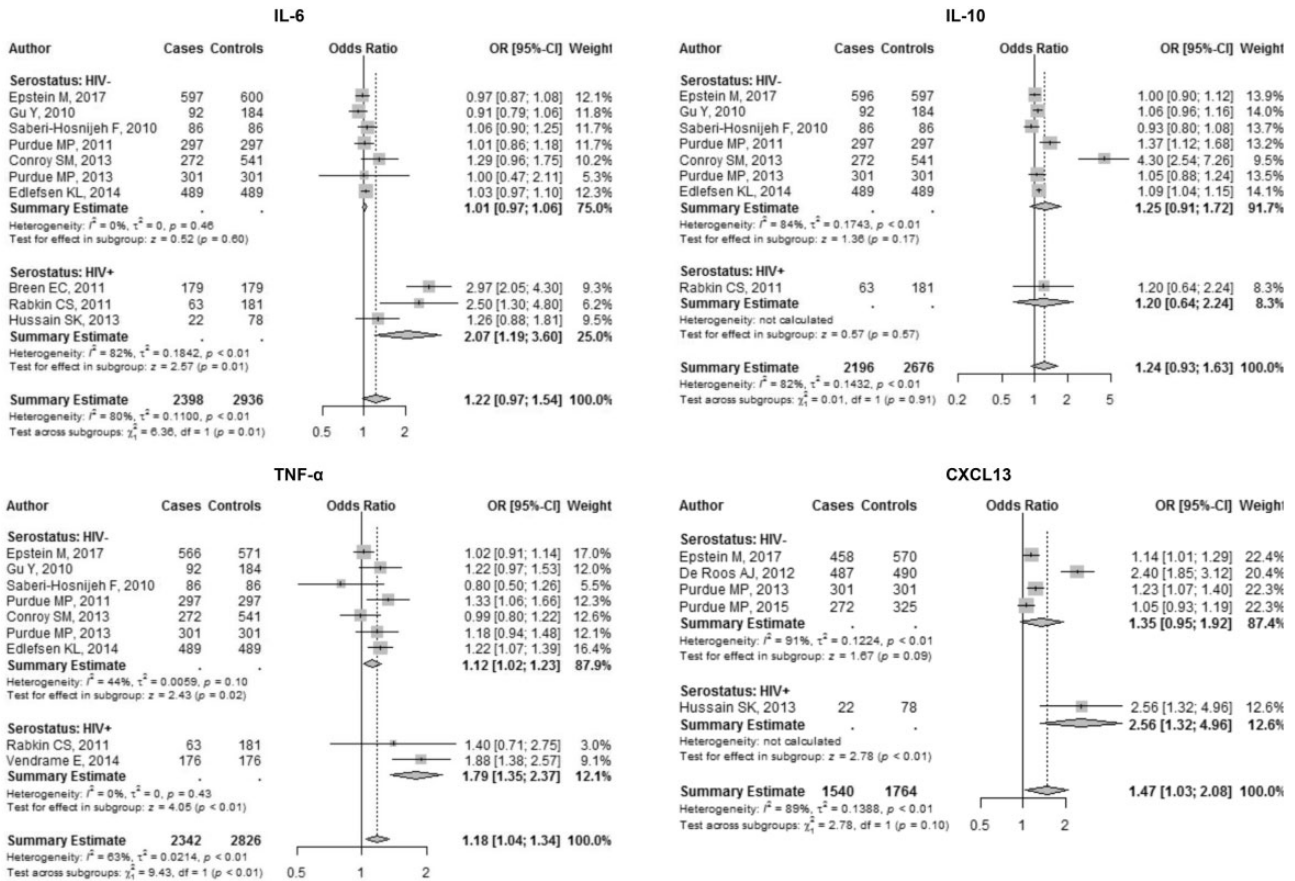 IL-6
Author Cases Controls Odds Ratio OR [95%-CI] Weight
Serostatus: HIV-
Epstein M, 2017 597 600 0.97 [0.87; 1.08] 12.1%
Gu Y, 2010 92 184 0.91 [0.79; 1.06] 11.8%
Saberi-Hosnijeh F, 2010 86 86 1.06 [0.90; 1.25] 11.7%
Purdue MP, 2011 297 297 1.01 [0.86; 1.18] 11.7%
Conroy SM, 2013 272 541 1.29 [0.96; 1.75] 10.2%
Purdue MP, 2013 301 301 1.00 [0.47; 2.11] 5.3%
Edlefsen KL, 2014 489 489 1.03 [0.97; 1.10] 12.3%
Summary Estimate . . 1.01 [0.97; 1.06] 75.0%
Heterogeneity: I² = 0%, τ² = 0, p = 0.46
Test for effect in subgroup: z = 0.52 (p = 0.60)
Serostatus: HIV+
Breen EC, 2011 179 179 2.97 [2.05; 4.30] 9.3%
Rabkin CS, 2011 63 181 2.50 [1.30; 4.80] 6.2%
Hussain SK, 2013 22 78 1.26 [0.88; 1.81] 9.5%
Summary Estimate . . 2.07 [1.19; 3.60] 25.0%
Heterogeneity: I² = 82%, τ² = 0.1842, p < 0.01
Test for effect in subgroup: z = 2.57 (p = 0.01)
Summary Estimate 2398 2936 1.22 [0.97; 1.54] 100.0%
Heterogeneity: I² = 80%, τ² = 0.1100, p < 0.01
Test across subgroups: χ²₁ = 6.36, df = 1 (p = 0.01)
0.5 1 2
IL-10
Author Cases Controls Odds Ratio OR [95%-CI] Weight
Serostatus: HIV-
Epstein M, 2017 596 597 1.00 [0.90; 1.12] 13.9%
Gu Y, 2010 92 184 1.06 [0.96; 1.16] 14.0%
Saberi-Hosnijeh F, 2010 86 86 0.93 [0.80; 1.08] 13.7%
Purdue MP, 2011 297 297 1.37 [1.12; 1.68] 13.2%
Conroy SM, 2013 272 541 4.30 [2.54; 7.26] 9.5%
Purdue MP, 2013 301 301 1.05 [0.88; 1.24] 13.5%
Edlefsen KL, 2014 489 489 1.09 [1.04; 1.15] 14.1%
Summary Estimate . . 1.25 [0.91; 1.72] 91.7%
Heterogeneity: I² = 84%, τ² = 0.1743, p < 0.01
Test for effect in subgroup: z = 1.36 (p = 0.17)
Serostatus: HIV+
Rabkin CS, 2011 63 181 1.20 [0.64; 2.24] 8.3%
Summary Estimate . . 1.20 [0.64; 2.24] 8.3%
Heterogeneity: not calculated
Test for effect in subgroup: z = 0.57 (p = 0.57)
Summary Estimate 2196 2676 1.24 [0.93; 1.63] 100.0%
Heterogeneity: I² = 82%, τ² = 0.1432, p < 0.01
Test across subgroups: χ²₁ = 0.01, df = 1 (p = 0.91)
0.2 0.5 1 2 5
TNF-α
Author Cases Controls Odds Ratio OR [95%-CI] Weight
Serostatus: HIV-
Epstein M, 2017 566 571 1.02 [0.91; 1.14] 17.0%
Gu Y, 2010 92 184 1.22 [0.97; 1.53] 12.0%
Saberi-Hosnijeh F, 2010 86 86 0.80 [0.50; 1.26] 5.5%
Purdue MP, 2011 297 297 1.33 [1.06; 1.66] 12.3%
Conroy SM, 2013 272 541 0.99 [0.80; 1.22] 12.6%
Purdue MP, 2013 301 301 1.18 [0.94; 1.48] 12.1%
Edlefsen KL, 2014 489 489 1.22 [1.07; 1.39] 16.4%
Summary Estimate . . 1.12 [1.02; 1.23] 87.9%
Heterogeneity: I² = 44%, τ² = 0.0059, p = 0.10
Test for effect in subgroup: z = 2.43 (p = 0.02)
Serostatus: HIV+
Rabkin CS, 2011 63 181 1.40 [0.71; 2.75] 3.0%
Vendrame E, 2014 176 176 1.88 [1.38; 2.57] 9.1%
Summary Estimate . . 1.79 [1.35; 2.37] 12.1%
Heterogeneity: I² = 0%, τ² = 0, p = 0.43
Test for effect in subgroup: z = 4.05 (p < 0.01)
Summary Estimate 2342 2826 1.18 [1.04; 1.34] 100.0%
Heterogeneity: I² = 63%, τ² = 0.0214, p < 0.01
Test across subgroups: χ²₁ = 9.43, df = 1 (p < 0.01)
0.5 1 2
CXCL13
Author Cases Controls Odds Ratio OR [95%-CI] Weight
Serostatus: HIV-
Epstein M, 2017 458 570 1.14 [1.01; 1.29] 22.4%
De Roos AJ, 2012 487 490 2.40 [1.85; 3.12] 20.4%
Purdue MP, 2013 301 301 1.23 [1.07; 1.40] 22.3%
Purdue MP, 2015 272 325 1.05 [0.93; 1.19] 22.3%
Summary Estimate . . 1.35 [0.95; 1.92] 87.4%
Heterogeneity: I² = 91%, τ² = 0.1224, p < 0.01
Test for effect in subgroup: z = 1.67 (p = 0.09)
Serostatus: HIV+
Hussain SK, 2013 22 78 2.56 [1.32; 4.96] 12.6%
Summary Estimate . . 2.56 [1.32; 4.96] 12.6%
Heterogeneity: not calculated
Test for effect in subgroup: z = 2.78 (p < 0.01)
Summary Estimate 1540 1764 1.47 [1.03; 2.08] 100.0%
Heterogeneity: I² = 89%, τ² = 0.1388, p < 0.01
Test across subgroups: χ²₁ = 2.78, df = 1 (p = 0.10)
0.5 1 2